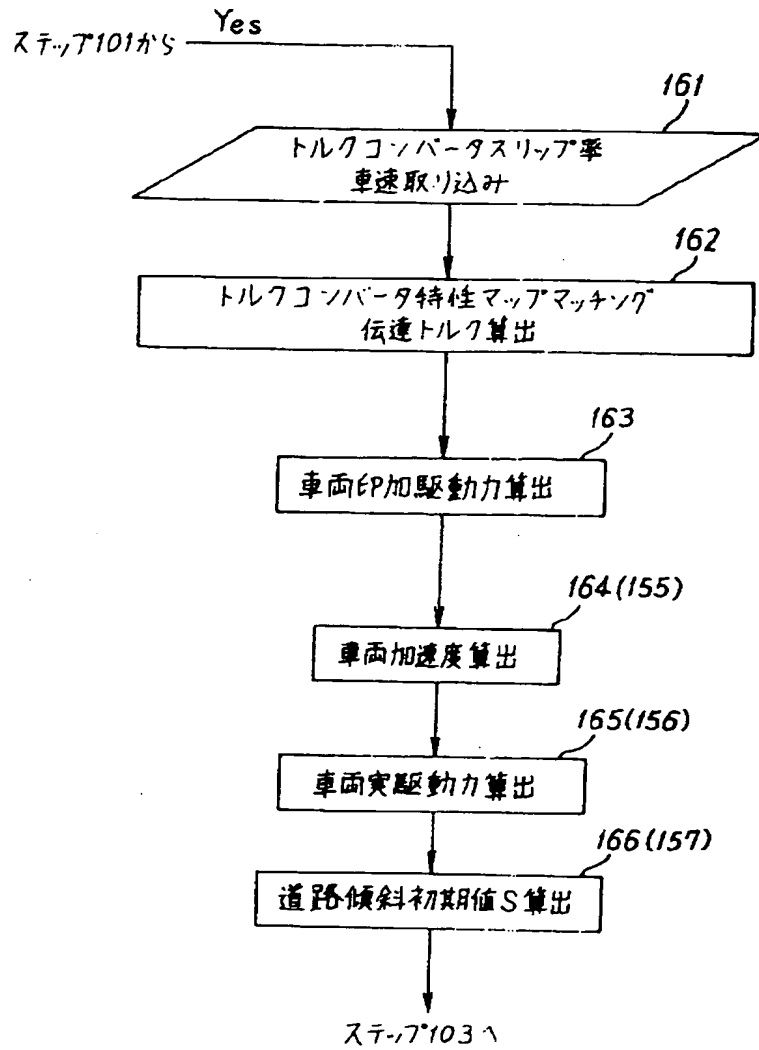 Yes
ステップ101から
161
トルクコンバータスリップ率
車速取り込み
162
トルクコンバータ特性マップマッチング
伝達トルク算出
163
車両印加駆動力算出
164(155)
車両加速度算出
165(156)
車両実駆動力算出
166(157)
道路傾斜初期値S算出
ステップ103へ